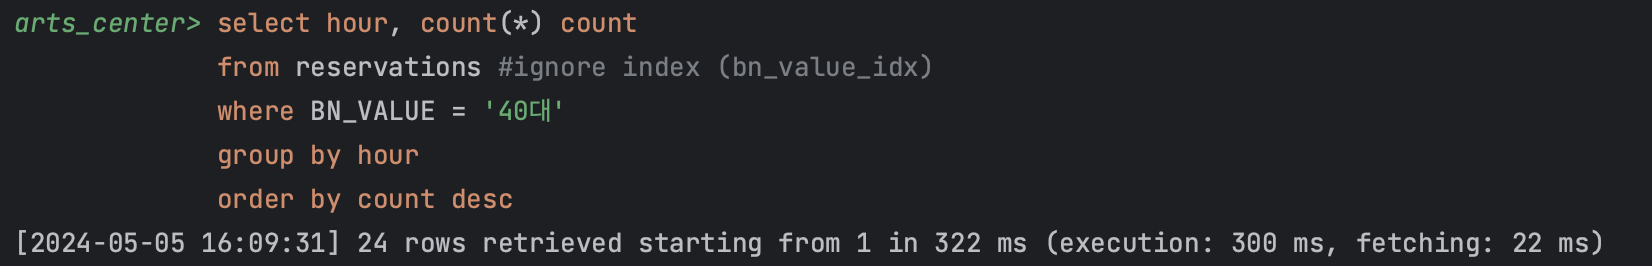 arts_center> select hour, count(*) count
from reservations #ignore index (bn_value_idx)
where BN_VALUE = '40대'
group by hour
order by count desc
[2024-05-05 16:09:31] 24 rows retrieved starting from 1 in 322 ms (execution: 300 ms, fetching: 22 ms)